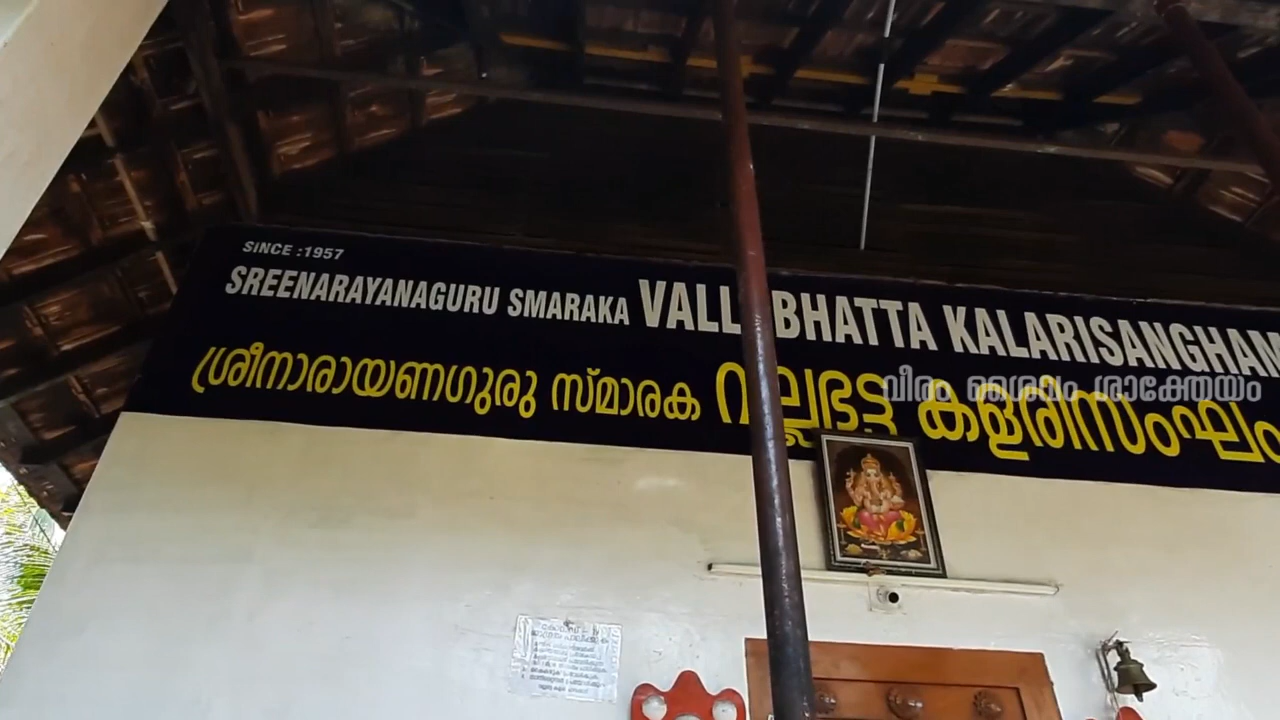 SINCE :1957
SREENARAYANAGURU SMARAKA VALL BHATTA KALARISANGHAM
ശ്രീനാരായണഗുരു സ്മാരക വല്ലഭട്ട കളരിസംഘം
വീരം ശൈവം ശാക്തേയം